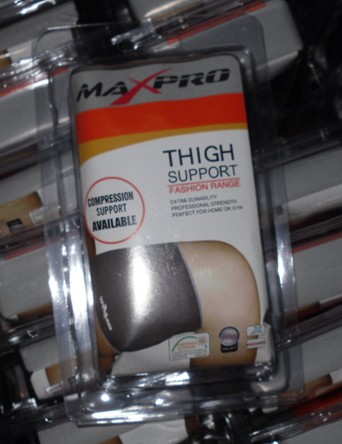 MAXPRO
THIGH
SUPPORT
FASHION RANGE
EXTRA DURABILITY
PROFESSIONAL STRENGTH
PERFECT FOR HOME OR GYM
COMPRESSION
SUPPORT
AVAILABLE